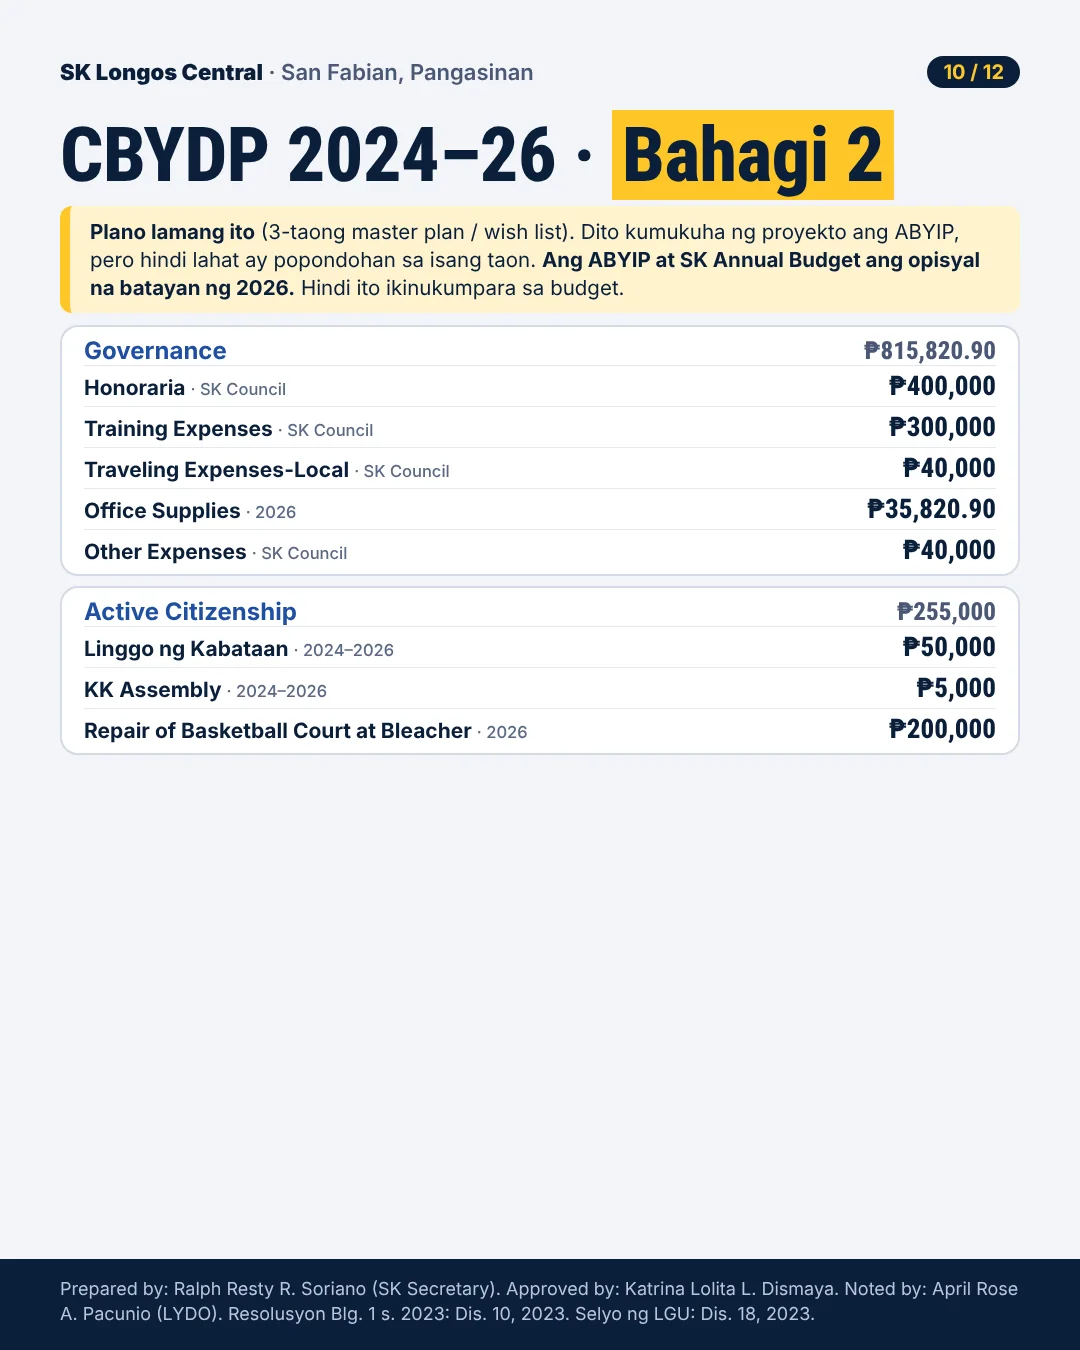 SK Longos Central · San Fabian, Pangasinan
10 / 12
CBYDP 2024–26 · Bahagi 2
Plano lamang ito (3-taong master plan / wish list). Dito kumukuha ng proyekto ang ABYIP,
pero hindi lahat ay popondohan sa isang taon. Ang ABYIP at SK Annual Budget ang opisyal
na batayan ng 2026. Hindi ito ikinukumpara sa budget.
Governance ₱815,820.90
Honoraria · SK Council ₱400,000
Training Expenses · SK Council ₱300,000
Traveling Expenses-Local · SK Council ₱40,000
Office Supplies · 2026 ₱35,820.90
Other Expenses · SK Council ₱40,000
Active Citizenship ₱255,000
Linggo ng Kabataan · 2024–2026 ₱50,000
KK Assembly · 2024–2026 ₱5,000
Repair of Basketball Court at Bleacher · 2026 ₱200,000
Prepared by: Ralph Resty R. Soriano (SK Secretary). Approved by: Katrina Lolita L. Dismaya. Noted by: April Rose
A. Pacunio (LYDO). Resolusyon Blg. 1 s. 2023: Dis. 10, 2023. Selyo ng LGU: Dis. 18, 2023.